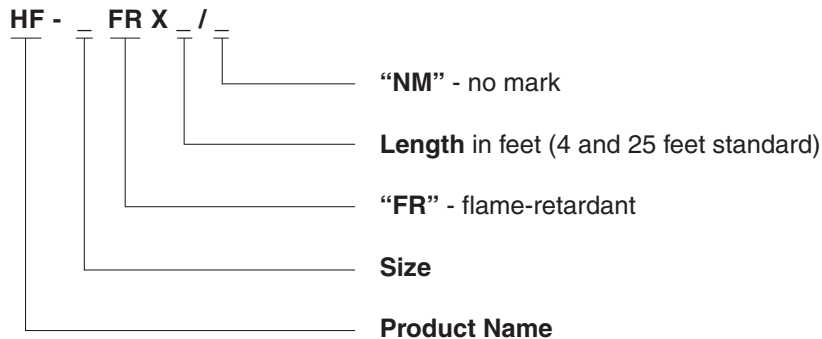 HF - _ FR X _ / _
“NM” - no mark
Length in feet (4 and 25 feet standard)
“FR” - flame-retardant
Size
Product Name